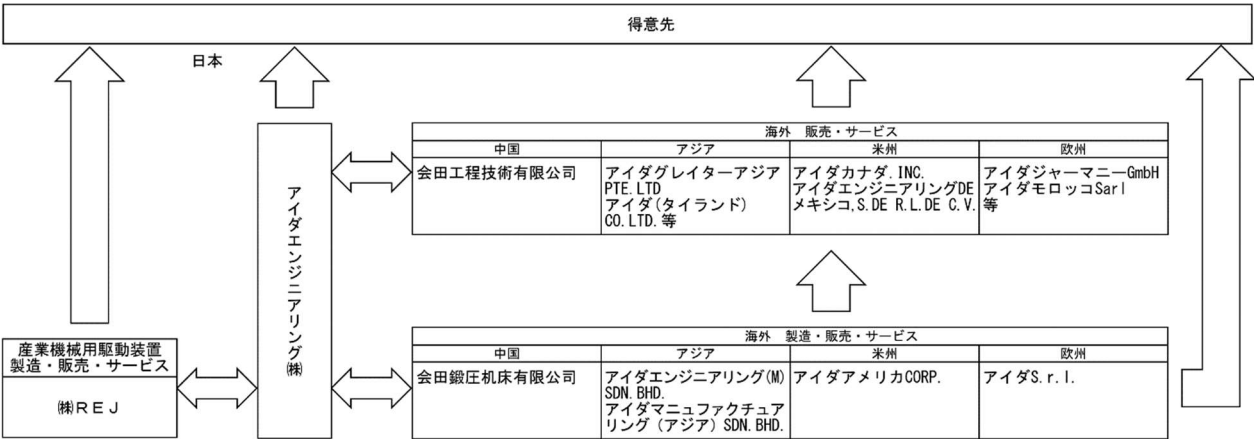 得意先
日本
アイダエンジニアリング㈱
海外 販売・サービス
中国
アジア
米州
欧州
会田工程技術有限公司
アイダグレイターアジア
PTE.LTD
アイダ(タイランド)
CO.LTD.等
アイダカナダ.INC.
アイダエンジニアリングDE
メキシコ,S.DE R.L.DE C.V.
アイダジャーマニーGmbH
アイダモロッコSarl
等
産業機械用駆動装置
製造・販売・サービス
㈱ＲＥＪ
海外 製造・販売・サービス
中国
アジア
米州
欧州
会田鍛圧机床有限公司
アイダエンジニアリング(M)
SDN.BHD.
アイダマニュファクチュア
リング（アジア）SDN.BHD.
アイダアメリカCORP.
アイダS.r.l.